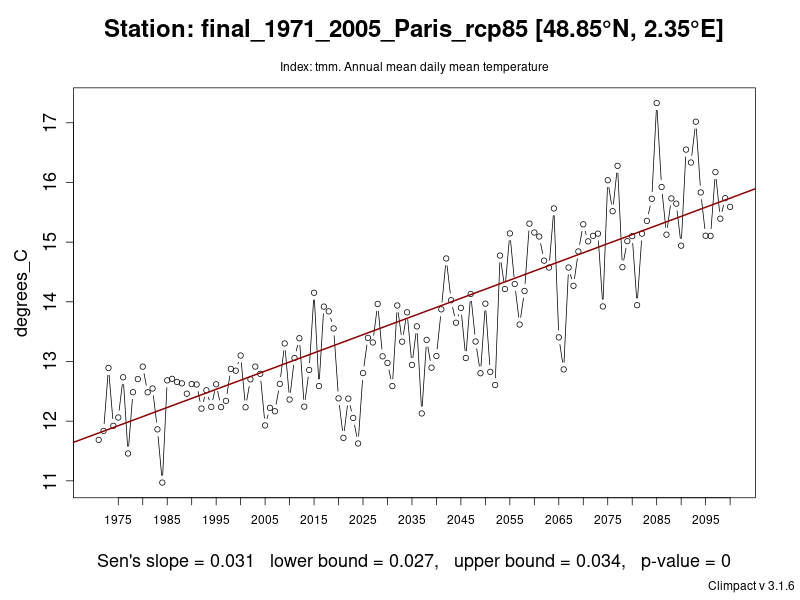 Station: final_1971_2005_Paris_rcp85 [48.85°N, 2.35°E]
Index: tmm. Annual mean daily mean temperature
degrees_C
17
16
15
14
13
12
11
1975 1985 1995 2005 2015 2025 2035 2045 2055 2065 2075 2085 2095
Sen's slope = 0.031 lower bound = 0.027, upper bound = 0.034, p-value = 0
Climpact v 3.1.6